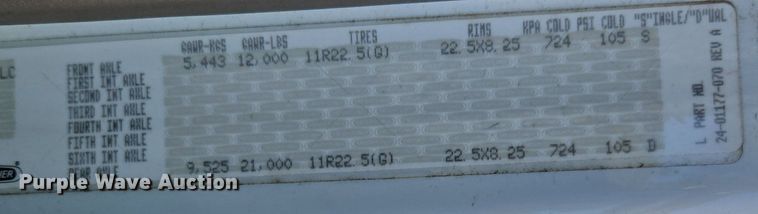 GAWR-KGS GAWR-LBS TIRES RIMS KPA COLD PSI COLD "S"INGLE/"D"UAL
FRONT AXLE 5,443 12,000 11R22.5(G) 22.5X8.25 724 105 S
FIRST INT AXLE
SECOND INT AXLE
THIRD INT AXLE
FOURTH INT AXLE
FIFTH INT AXLE
SIXTH INT AXLE
REAR AXLE 9,525 21,000 11R22.5(G) 22.5X8.25 724 105 D
LC
L PART NO.
24-01177-070 REV A
Purple Wave Auction